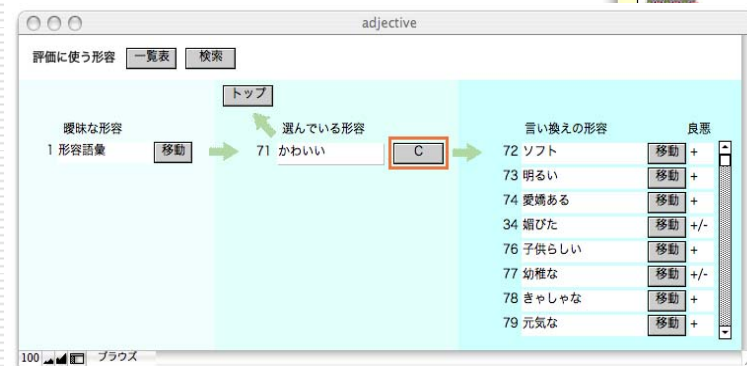 adjective
評価に使う形容 一覧表 検索
トップ
曖昧な形容 選んでいる形容 言い換えの形容 良悪
1 形容語彙 移動 71 かわいい C 72 ソフト 移動 +
73 明るい 移動 +
74 愛嬌ある 移動 +
34 媚びた 移動 +/-
76 子供らしい 移動 +
77 幼稚な 移動 +/-
78 きゃしゃな 移動 +
79 元気な 移動 +
100 ブラウズ